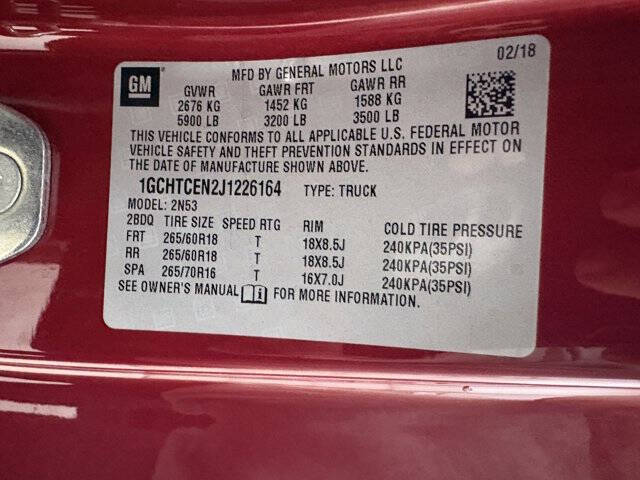 GM
MFD BY GENERAL MOTORS LLC 02/18
GVWR GAWR FRT GAWR RR
2676 KG 1452 KG 1588 KG
5900 LB 3200 LB 3500 LB
THIS VEHICLE CONFORMS TO ALL APPLICABLE U.S. FEDERAL MOTOR
VEHICLE SAFETY AND THEFT PREVENTION STANDARDS IN EFFECT ON
THE DATE OF MANUFACTURE SHOWN ABOVE.
1GCHTCEN2J1226164 TYPE: TRUCK
MODEL: 2N53
2BDQ TIRE SIZE SPEED RTG RIM COLD TIRE PRESSURE
FRT 265/60R18 T 18X8.5J 240KPA(35PSI)
RR 265/60R18 T 18X8.5J 240KPA(35PSI)
SPA 265/70R16 T 16X7.0J 240KPA(35PSI)
SEE OWNER'S MANUAL FOR MORE INFORMATION.